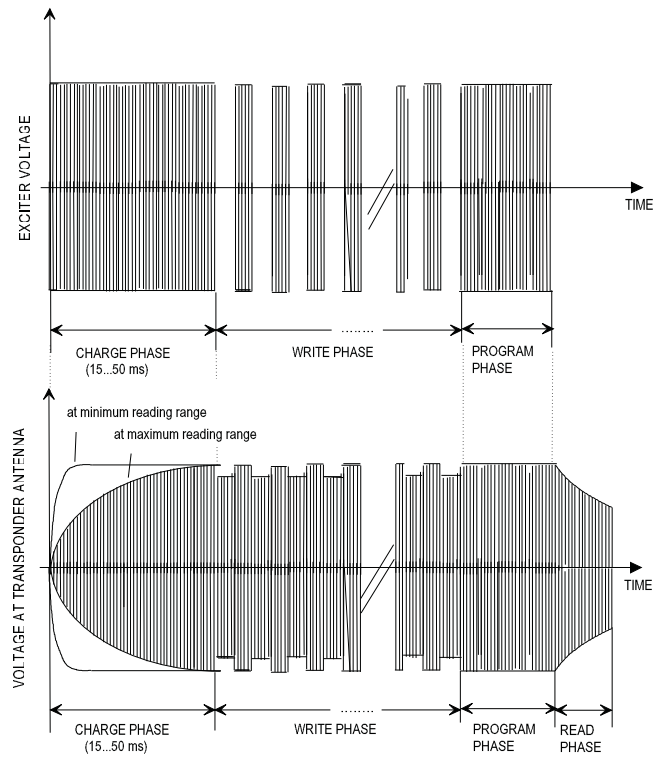 EXCITER VOLTAGE
TIME
CHARGE PHASE
(15...50 ms)
WRITE PHASE
PROGRAM
PHASE
at minimum reading range
at maximum reading range
VOLTAGE AT TRANSPONDER ANTENNA
TIME
CHARGE PHASE
(15...50 ms)
WRITE PHASE
PROGRAM
PHASE
READ
PHASE